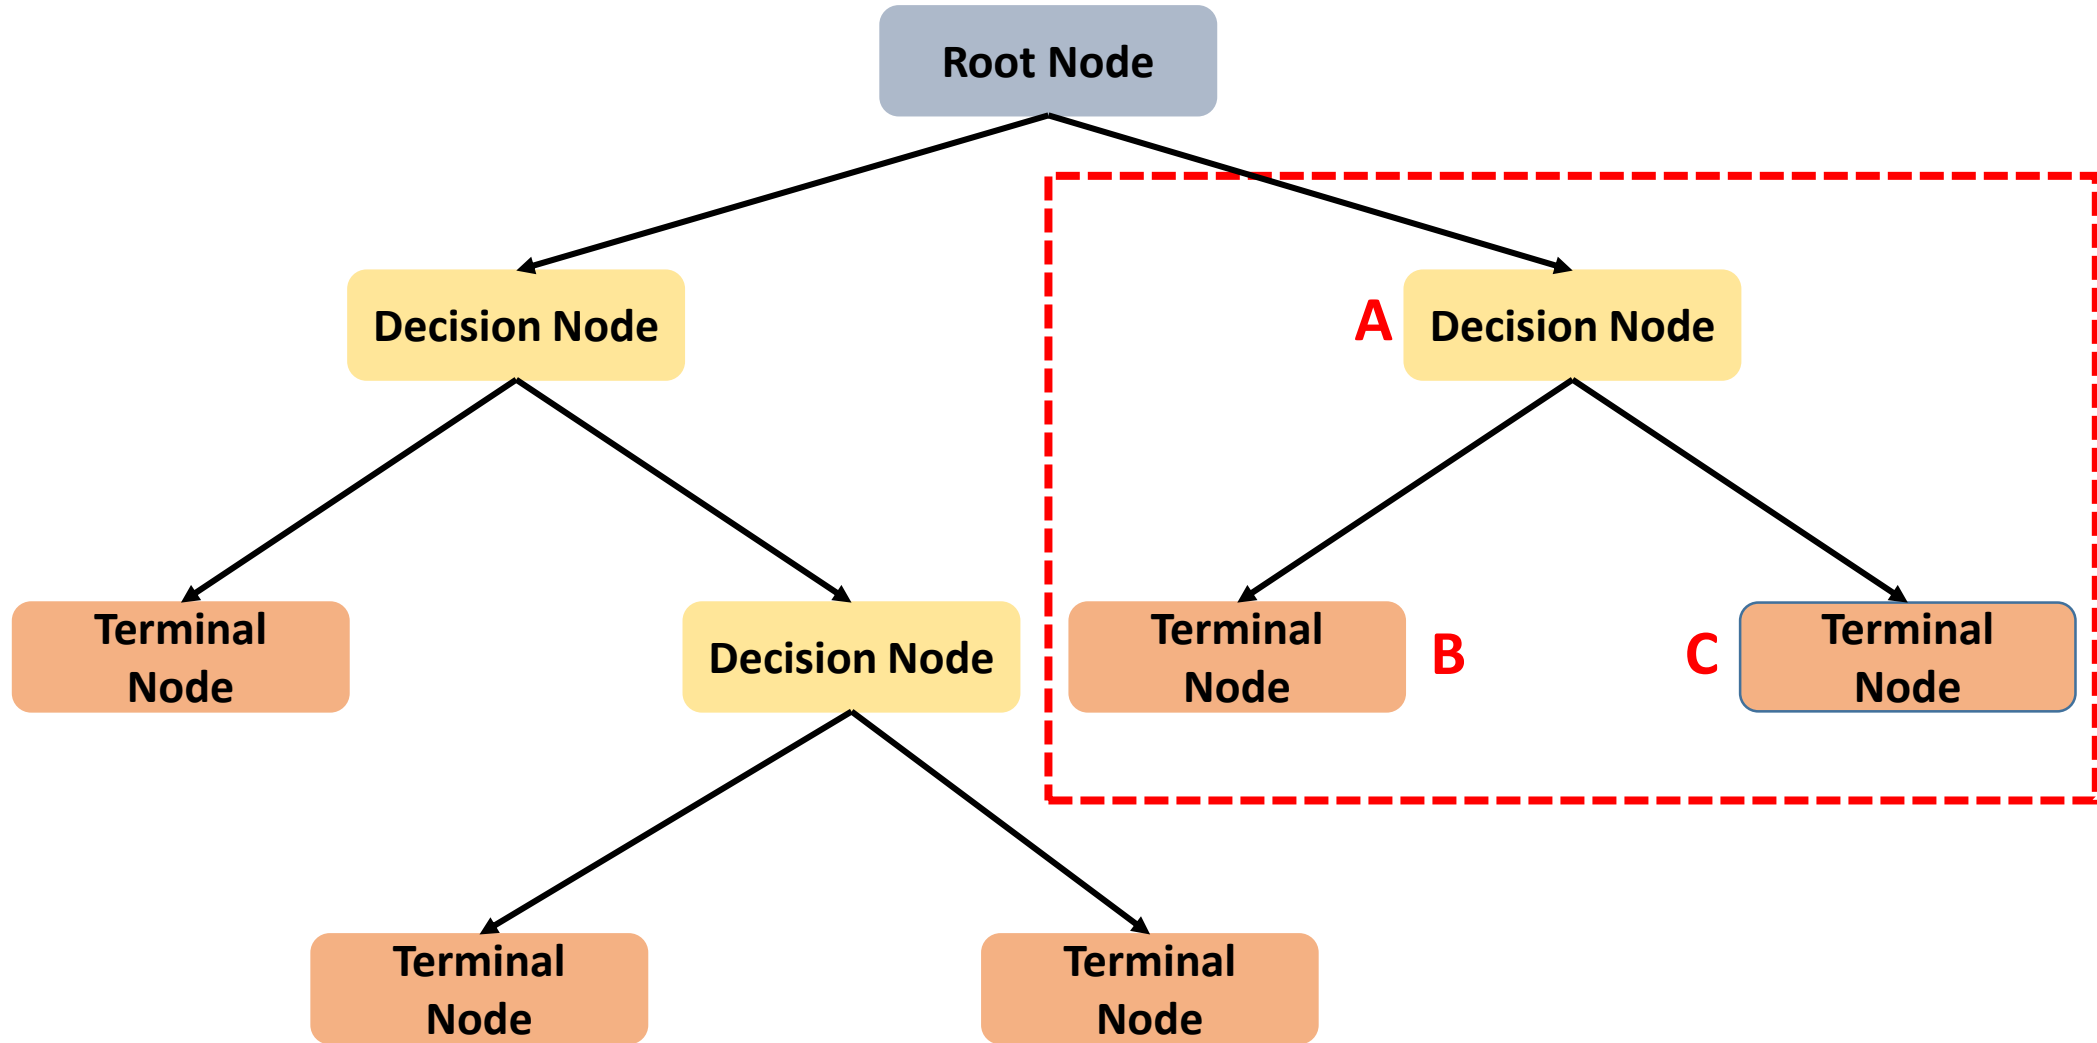 Root Node
Decision Node
A
Decision Node
Terminal
Node
Decision Node
Terminal
Node
B
C
Terminal
Node
Terminal
Node
Terminal
Node